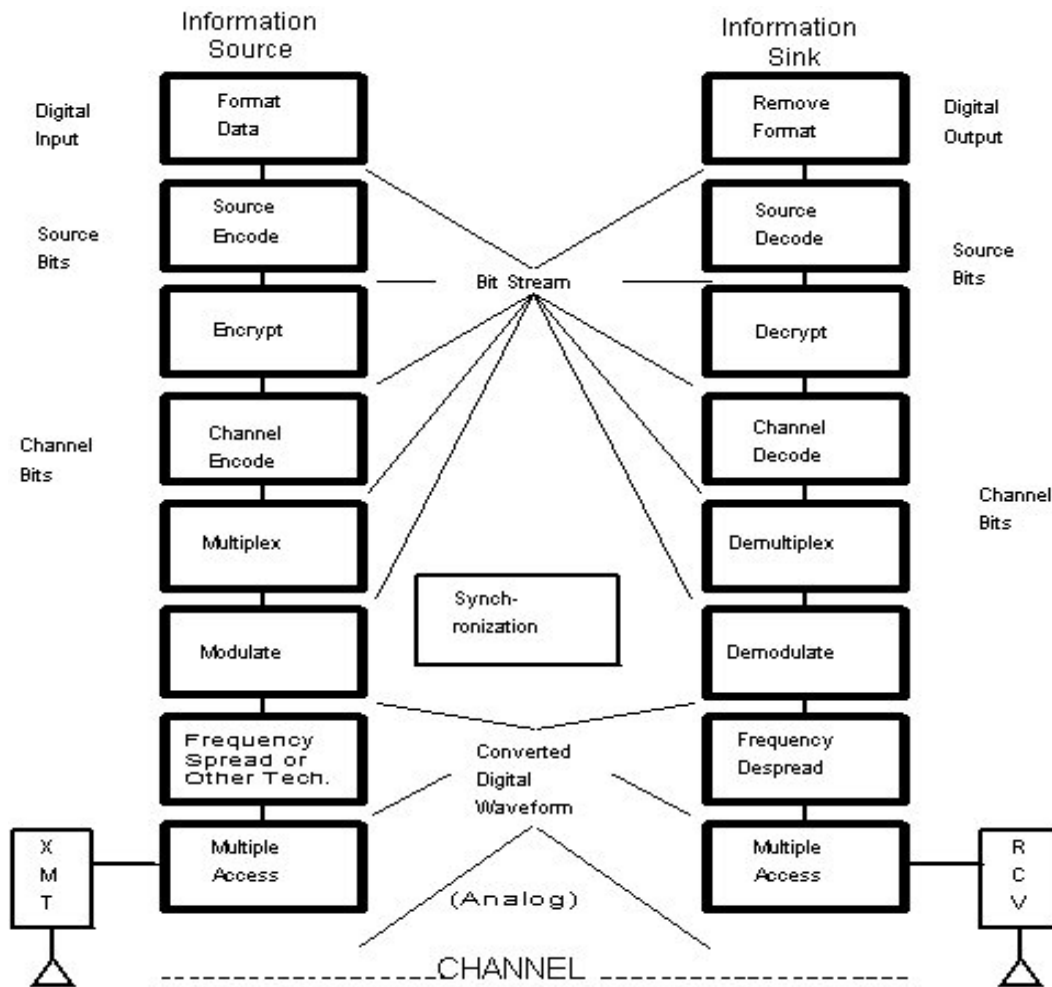 Information
Source
Information
Sink
Digital
Input
Format
Data
Remove
Format
Digital
Output
Source
Bits
Source
Encode
Source
Decode
Source
Bits
Bit Stream
Encrypt
Decrypt
Channel
Bits
Channel
Encode
Channel
Decode
Channel
Bits
Multiplex
Demultiplex
Synch-
ronization
Modulate
Demodulate
Frequency
Spread or
Other Tech.
Converted
Digital
Waveform
Frequency
Despread
X
M
T
Multiple
Access
(Analog)
Multiple
Access
R
C
V
CHANNEL